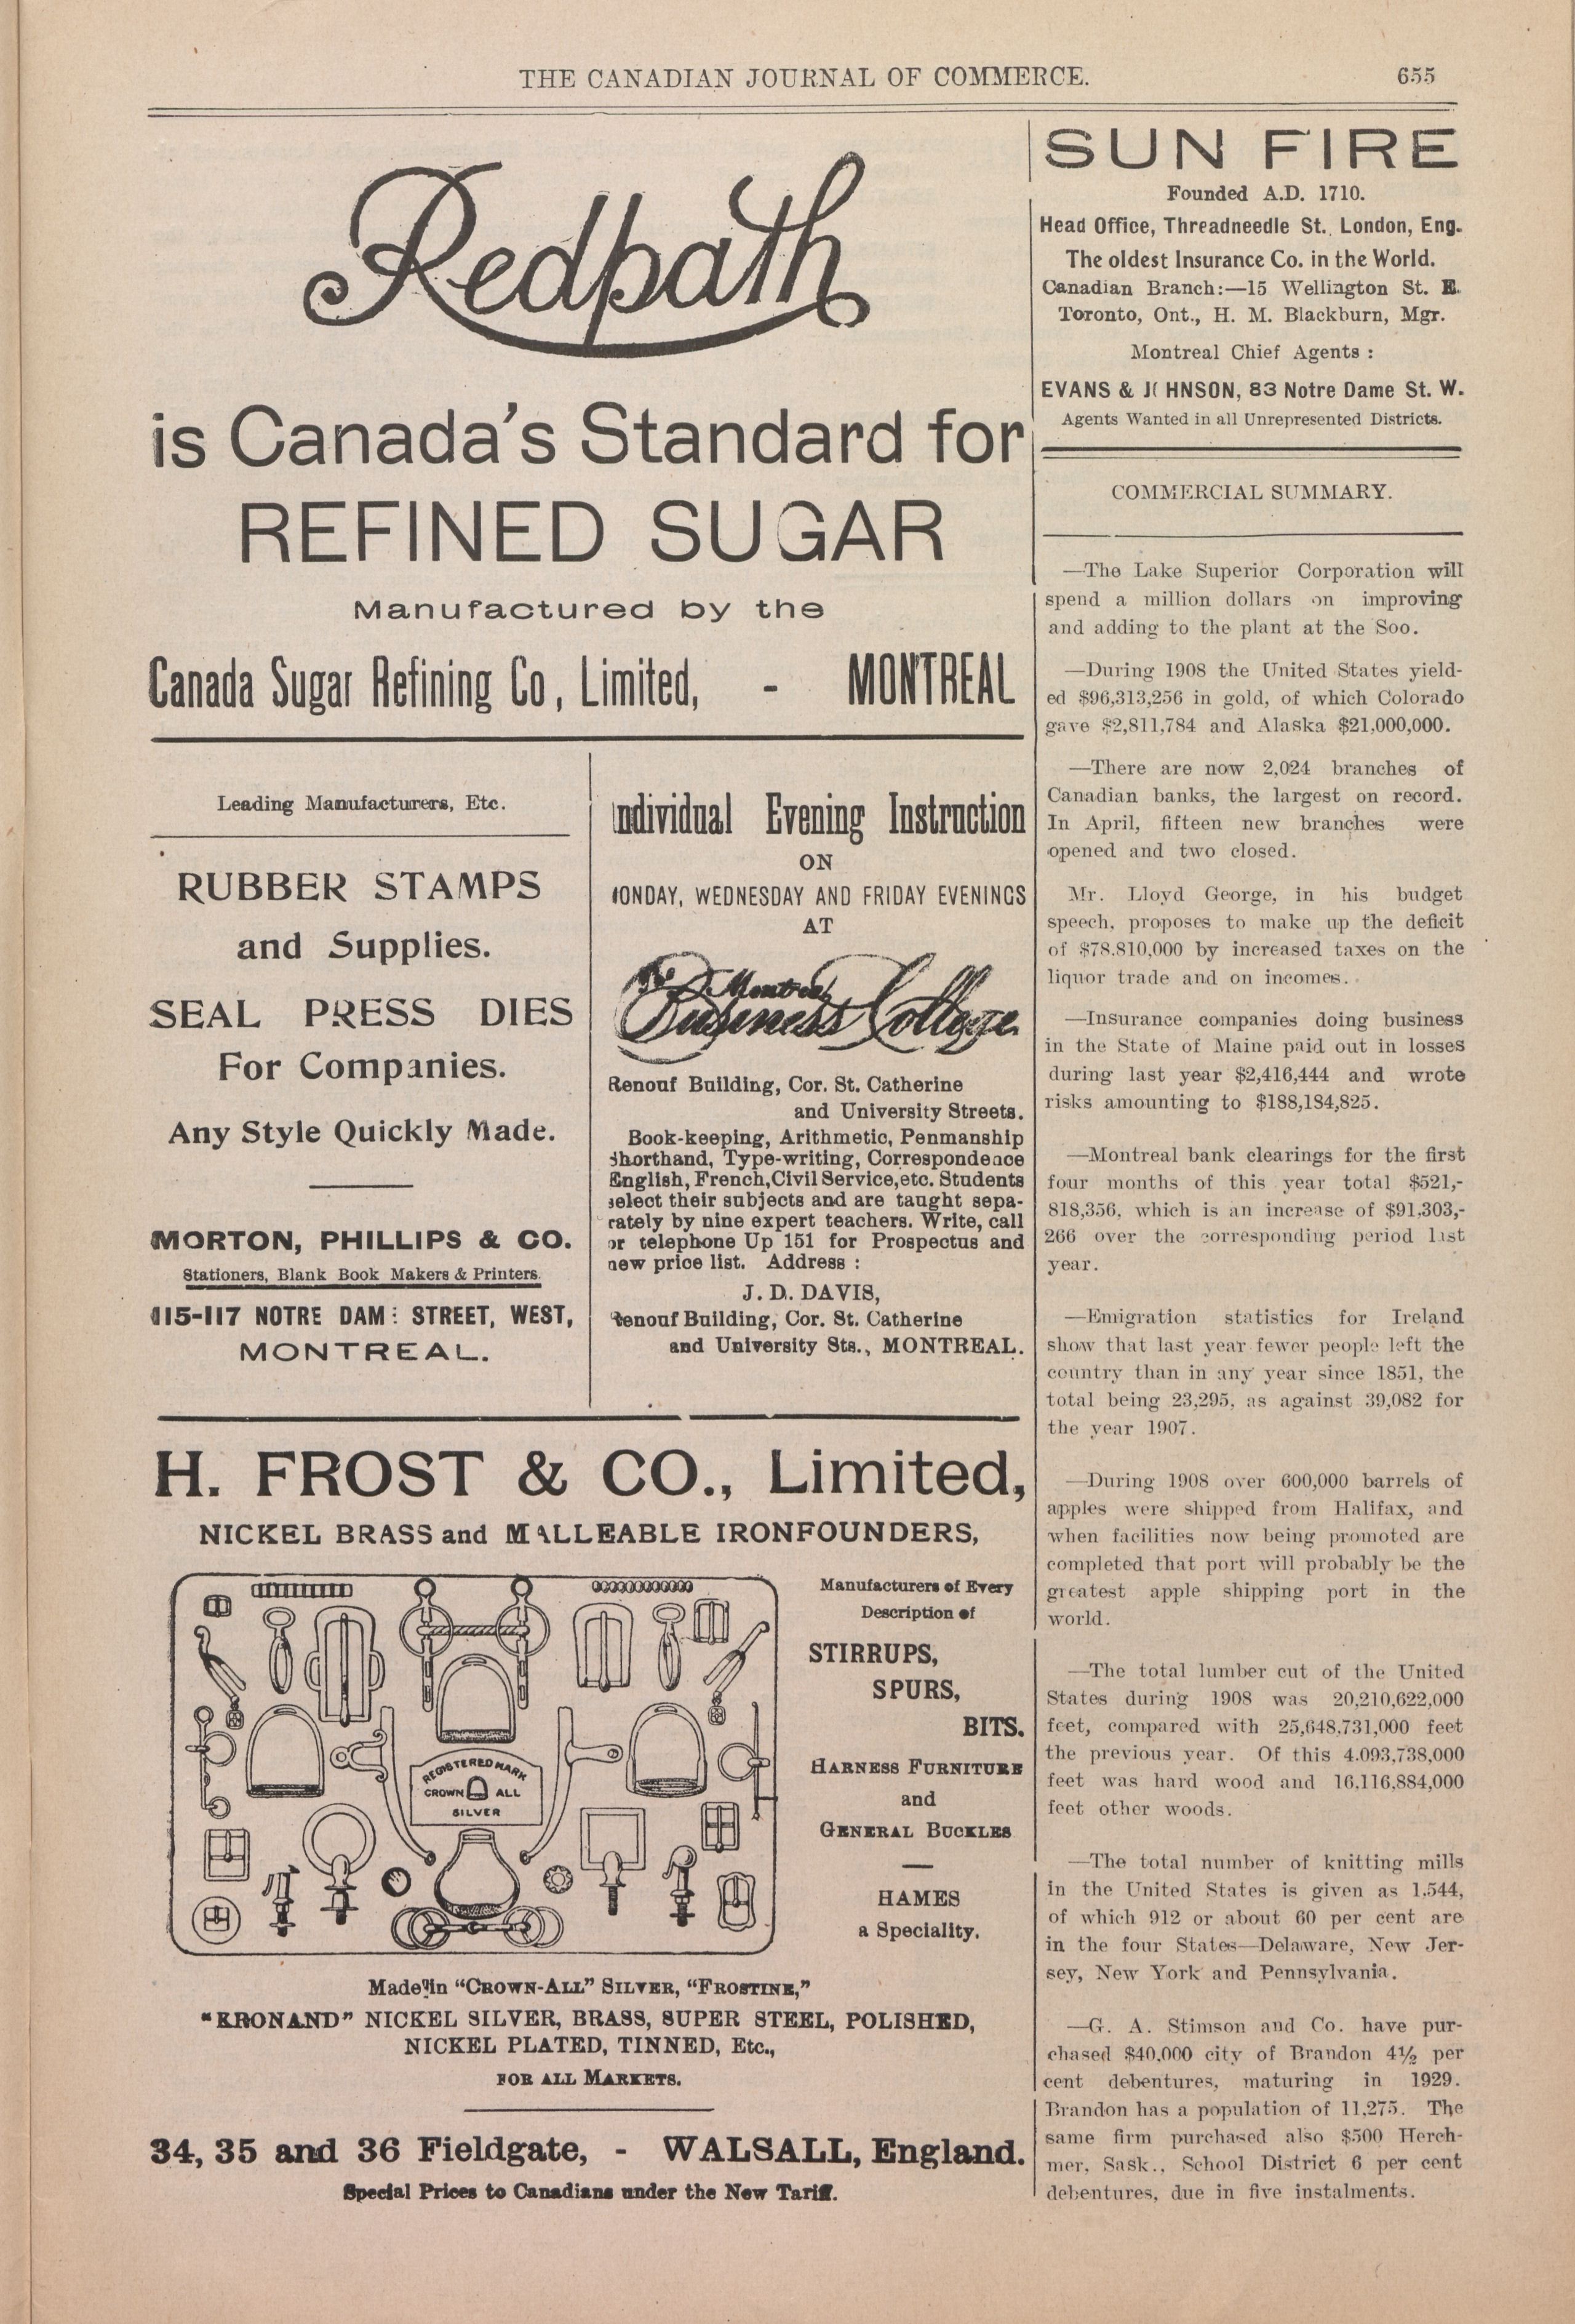 THE CANADIAN JOURNAL OF COMMERCE. 655
Redpath
is Canada's Standard for
REFINED SUGAR
Manufactured by the
Canada Sugar Refining Co, Limited, - MONTREAL
Leading Manufacturers, Etc.
RUBBER STAMPS
and Supplies.
SEAL PRESS DIES
For Companies.
Any Style Quickly Made.
MORTON, PHILLIPS & CO.
Stationers, Blank Book Makers & Printers.
115-117 NOTRE DAME STREET, WEST,
MONTREAL.
Individual Evening Instruction
ON
MONDAY, WEDNESDAY AND FRIDAY EVENINGS
AT
Montreal
Business College
Renouf Building, Cor. St. Catherine
and University Streets.
Book-keeping, Arithmetic, Penmanship
Shorthand, Type-writing, Correspondence
English, French, Civil Service, etc. Students
select their subjects and are taught sepa-
rately by nine expert teachers. Write, call
or telephone Up 151 for Prospectus and
new price list. Address :
J. D. DAVIS,
Renouf Building, Cor. St. Catherine
and University Sts., MONTREAL.
H. FROST & CO., Limited,
NICKEL BRASS and MALLEABLE IRONFOUNDERS,
REGISTERED MARK
CROWN ALL
SILVER
Manufacturers of Every
Description of
STIRRUPS,
SPURS,
BITS.
HARNESS FURNITURE
and
GENERAL BUCKLES
HAMES
a Speciality.
Made in "CROWN-ALL" SILVER, "FROSTINE,"
"KRONAND" NICKEL SILVER, BRASS, SUPER STEEL, POLISHED,
NICKEL PLATED, TINNED, Etc.,
FOR ALL MARKETS.
34, 35 and 36 Fieldgate, - WALSALL, England.
Special Prices to Canadians under the New Tariff.
SUN FIRE
Founded A.D. 1710.
Head Office, Threadneedle St. London, Eng.
The oldest Insurance Co. in the World.
Canadian Branch:—15 Wellington St. E.
Toronto, Ont., H. M. Blackburn, Mgr.
Montreal Chief Agents :
EVANS & JOHNSON, 83 Notre Dame St. W.
Agents Wanted in all Unrepresented Districts.
COMMERCIAL SUMMARY.
—The Lake Superior Corporation will
spend a million dollars on improving
and adding to the plant at the Soo.
—During 1908 the United States yield-
ed $96,313,256 in gold, of which Colorado
gave $2,811,784 and Alaska $21,000,000.
—There are now 2,024 branches of
Canadian banks, the largest on record.
In April, fifteen new branches were
opened and two closed.
Mr. Lloyd George, in his budget
speech, proposes to make up the deficit
of $78.810,000 by increased taxes on the
liquor trade and on incomes.
—Insurance companies doing business
in the State of Maine paid out in losses
during last year $2,416,444 and wrote
risks amounting to $188,184,825.
—Montreal bank clearings for the first
four months of this year total $521,-
818,356, which is an increase of $91,303,-
266 over the corresponding period last
year.
—Emigration statistics for Ireland
show that last year fewer people left the
country than in any year since 1851, the
total being 23,295, as against 39,082 for
the year 1907.
—During 1908 over 600,000 barrels of
apples were shipped from Halifax, and
when facilities now being promoted are
completed that port will probably be the
greatest apple shipping port in the
world.
—The total lumber cut of the United
States during 1908 was 20,210,622,000
feet, compared with 25,648,731,000 feet
the previous year. Of this 4.093,738,000
feet was hard wood and 16,116,884,000
feet other woods.
—The total number of knitting mills
in the United States is given as 1,544,
of which 912 or about 60 per cent are
in the four States—Delaware, New Jer-
sey, New York and Pennsylvania.
—G. A. Stimson and Co. have pur-
chased $40,000 city of Brandon 4½ per
cent debentures, maturing in 1929.
Brandon has a population of 11,275. The
same firm purchased also $500 Herch-
mer, Sask., School District 6 per cent
debentures, due in five instalments.